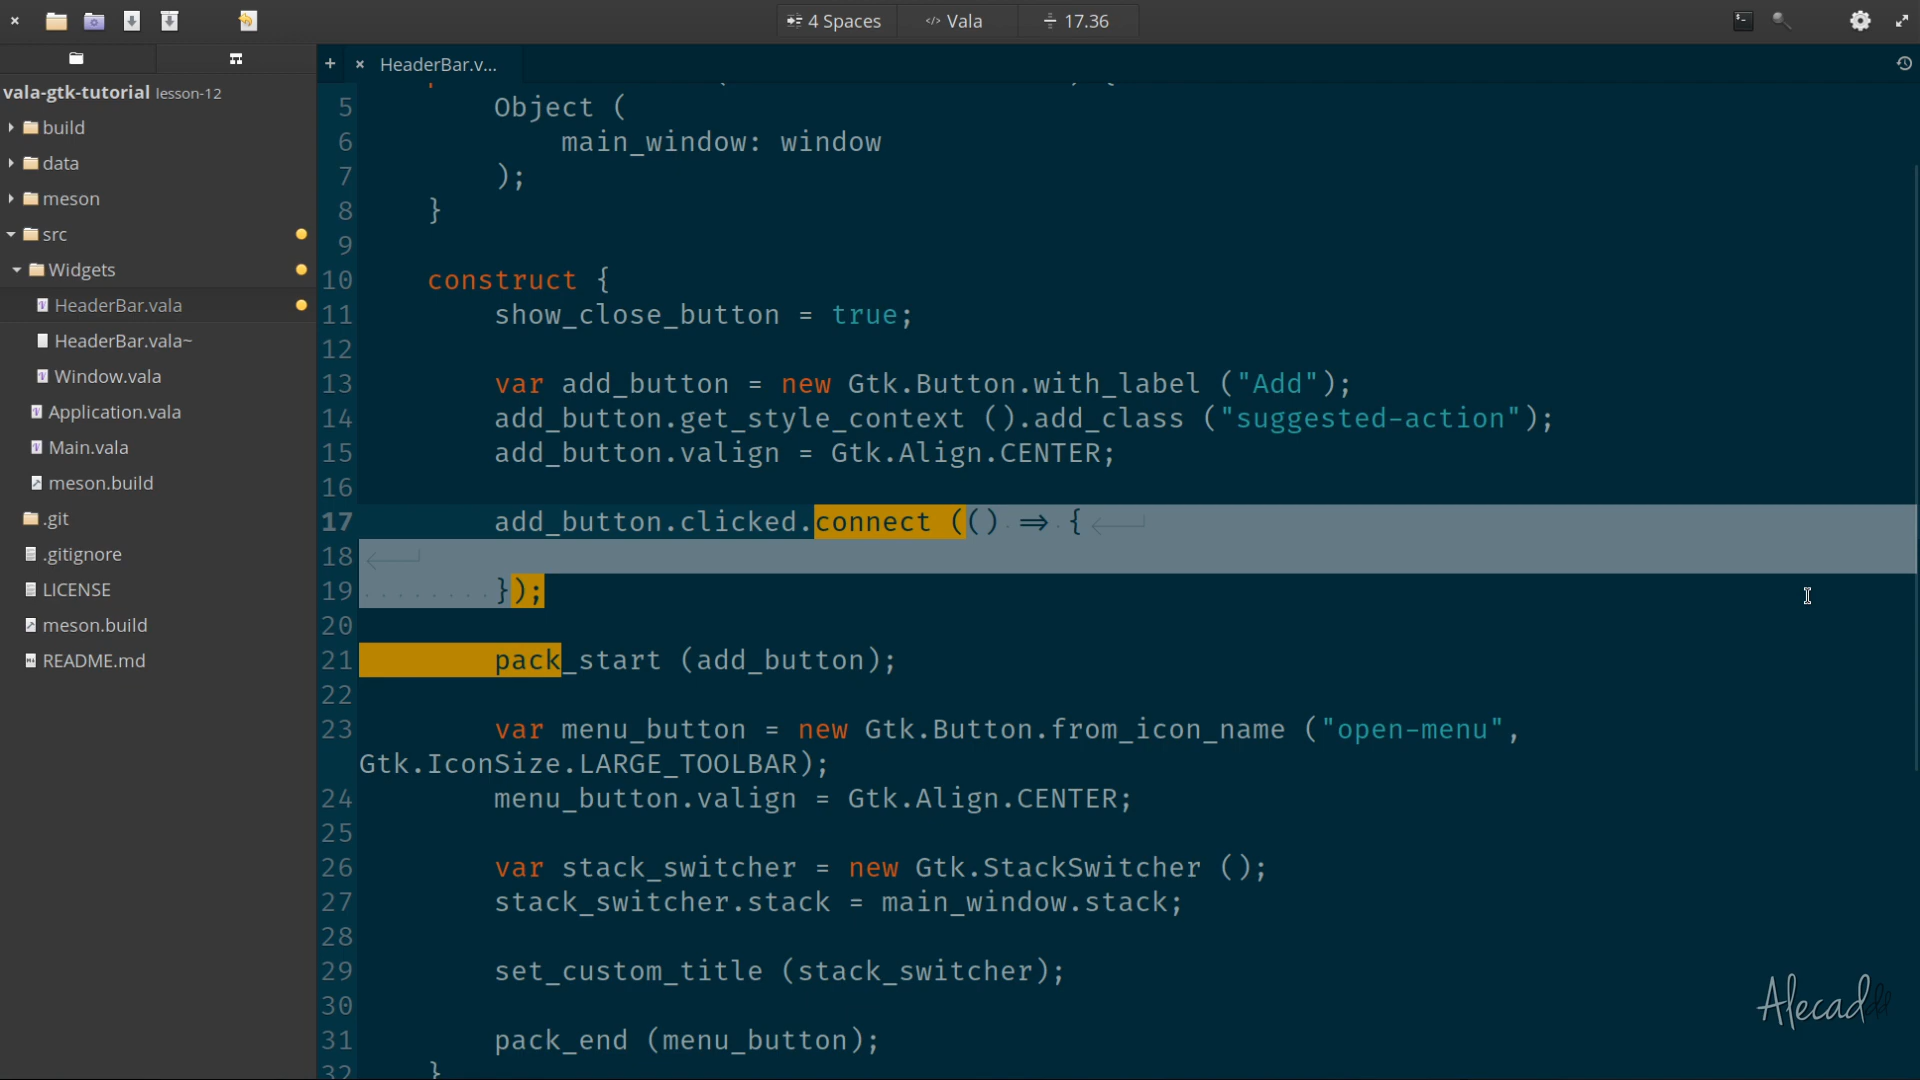 4 Spaces
</> Vala
17.36
HeaderBar.v...
vala-gtk-tutorial lesson-12
build
data
meson
src
Widgets
HeaderBar.vala
HeaderBar.vala~
Window.vala
Application.vala
Main.vala
meson.build
.git
.gitignore
LICENSE
meson.build
README.md
5 Object (
6 main_window: window
7 );
8 }
9
10 construct {
11 show_close_button = true;
12
13 var add_button = new Gtk.Button.with_label ("Add");
14 add_button.get_style_context ().add_class ("suggested-action");
15 add_button.valign = Gtk.Align.CENTER;
16
17 add_button.clicked.connect (() => {
18
19 });
20
21 pack_start (add_button);
22
23 var menu_button = new Gtk.Button.from_icon_name ("open-menu",
Gtk.IconSize.LARGE_TOOLBAR);
24 menu_button.valign = Gtk.Align.CENTER;
25
26 var stack_switcher = new Gtk.StackSwitcher ();
27 stack_switcher.stack = main_window.stack;
28
29 set_custom_title (stack_switcher);
30
31 pack_end (menu_button);
32 }
Alecaddd